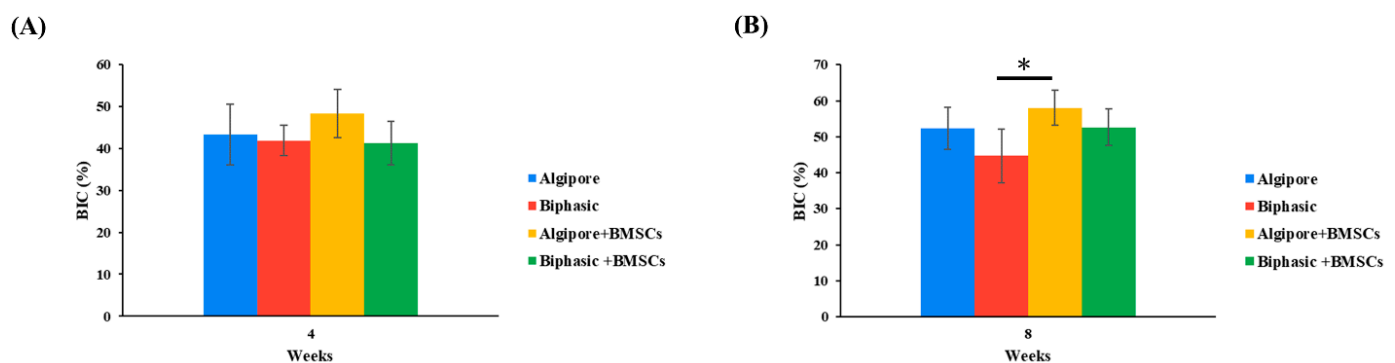 (A)
60
50
40
30
20
10
0
BIC (%)
4
Weeks
Algipore
Biphasic
Algipore+BMSCs
Biphasic +BMSCs
(B)
*
70
60
50
40
30
20
10
0
BIC (%)
8
Weeks
Algipore
Biphasic
Algipore+BMSCs
Biphasic +BMSCs